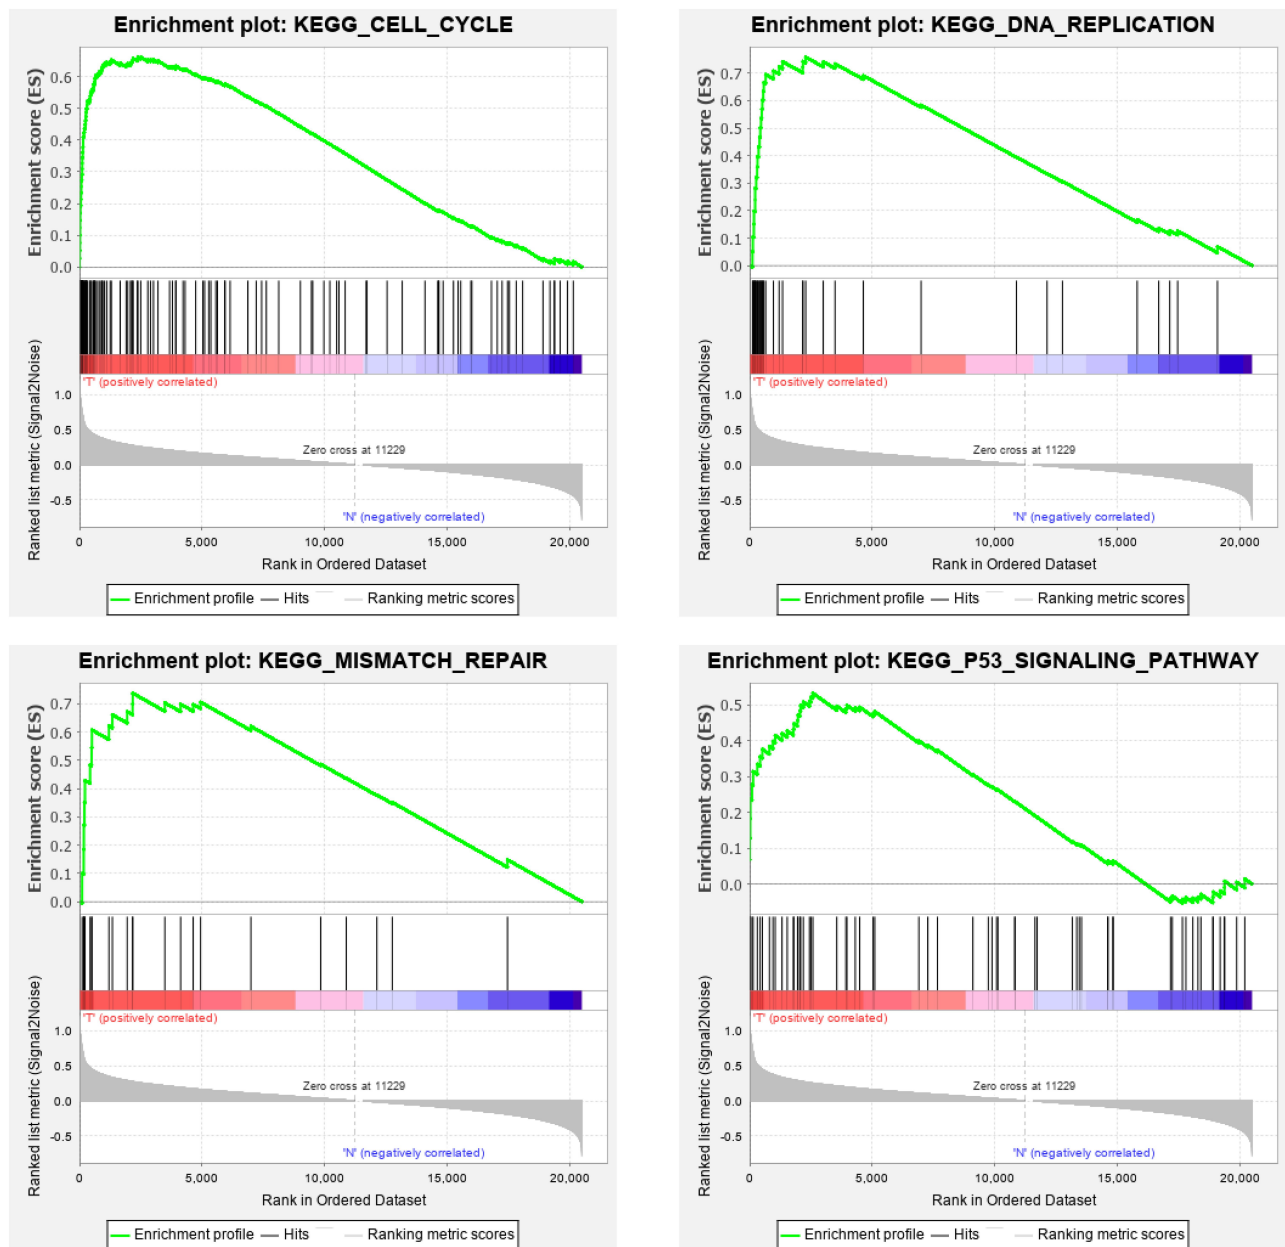 Enrichment plot: KEGG_CELL_CYCLE
Enrichment score (ES)
0.6
0.5
0.4
0.3
0.2
0.1
0.0
'T' (positively correlated)
Ranked list metric (Signal2Noise)
1.0
0.5
0.0
-0.5
Zero cross at 11229
'N' (negatively correlated)
0 5,000 10,000 15,000 20,000
Rank in Ordered Dataset
Enrichment profile Hits Ranking metric scores
Enrichment plot: KEGG_DNA_REPLICATION
Enrichment score (ES)
0.7
0.6
0.5
0.4
0.3
0.2
0.1
0.0
'T' (positively correlated)
Ranked list metric (Signal2Noise)
1.0
0.5
0.0
-0.5
Zero cross at 11229
'N' (negatively correlated)
0 5,000 10,000 15,000 20,000
Rank in Ordered Dataset
Enrichment profile Hits Ranking metric scores
Enrichment plot: KEGG_MISMATCH_REPAIR
Enrichment score (ES)
0.7
0.6
0.5
0.4
0.3
0.2
0.1
0.0
'T' (positively correlated)
Ranked list metric (Signal2Noise)
1.0
0.5
0.0
-0.5
Zero cross at 11229
'N' (negatively correlated)
0 5,000 10,000 15,000 20,000
Rank in Ordered Dataset
Enrichment profile Hits Ranking metric scores
Enrichment plot: KEGG_P53_SIGNALING_PATHWAY
Enrichment score (ES)
0.5
0.4
0.3
0.2
0.1
0.0
'T' (positively correlated)
Ranked list metric (Signal2Noise)
1.0
0.5
0.0
-0.5
Zero cross at 11229
'N' (negatively correlated)
0 5,000 10,000 15,000 20,000
Rank in Ordered Dataset
Enrichment profile Hits Ranking metric scores